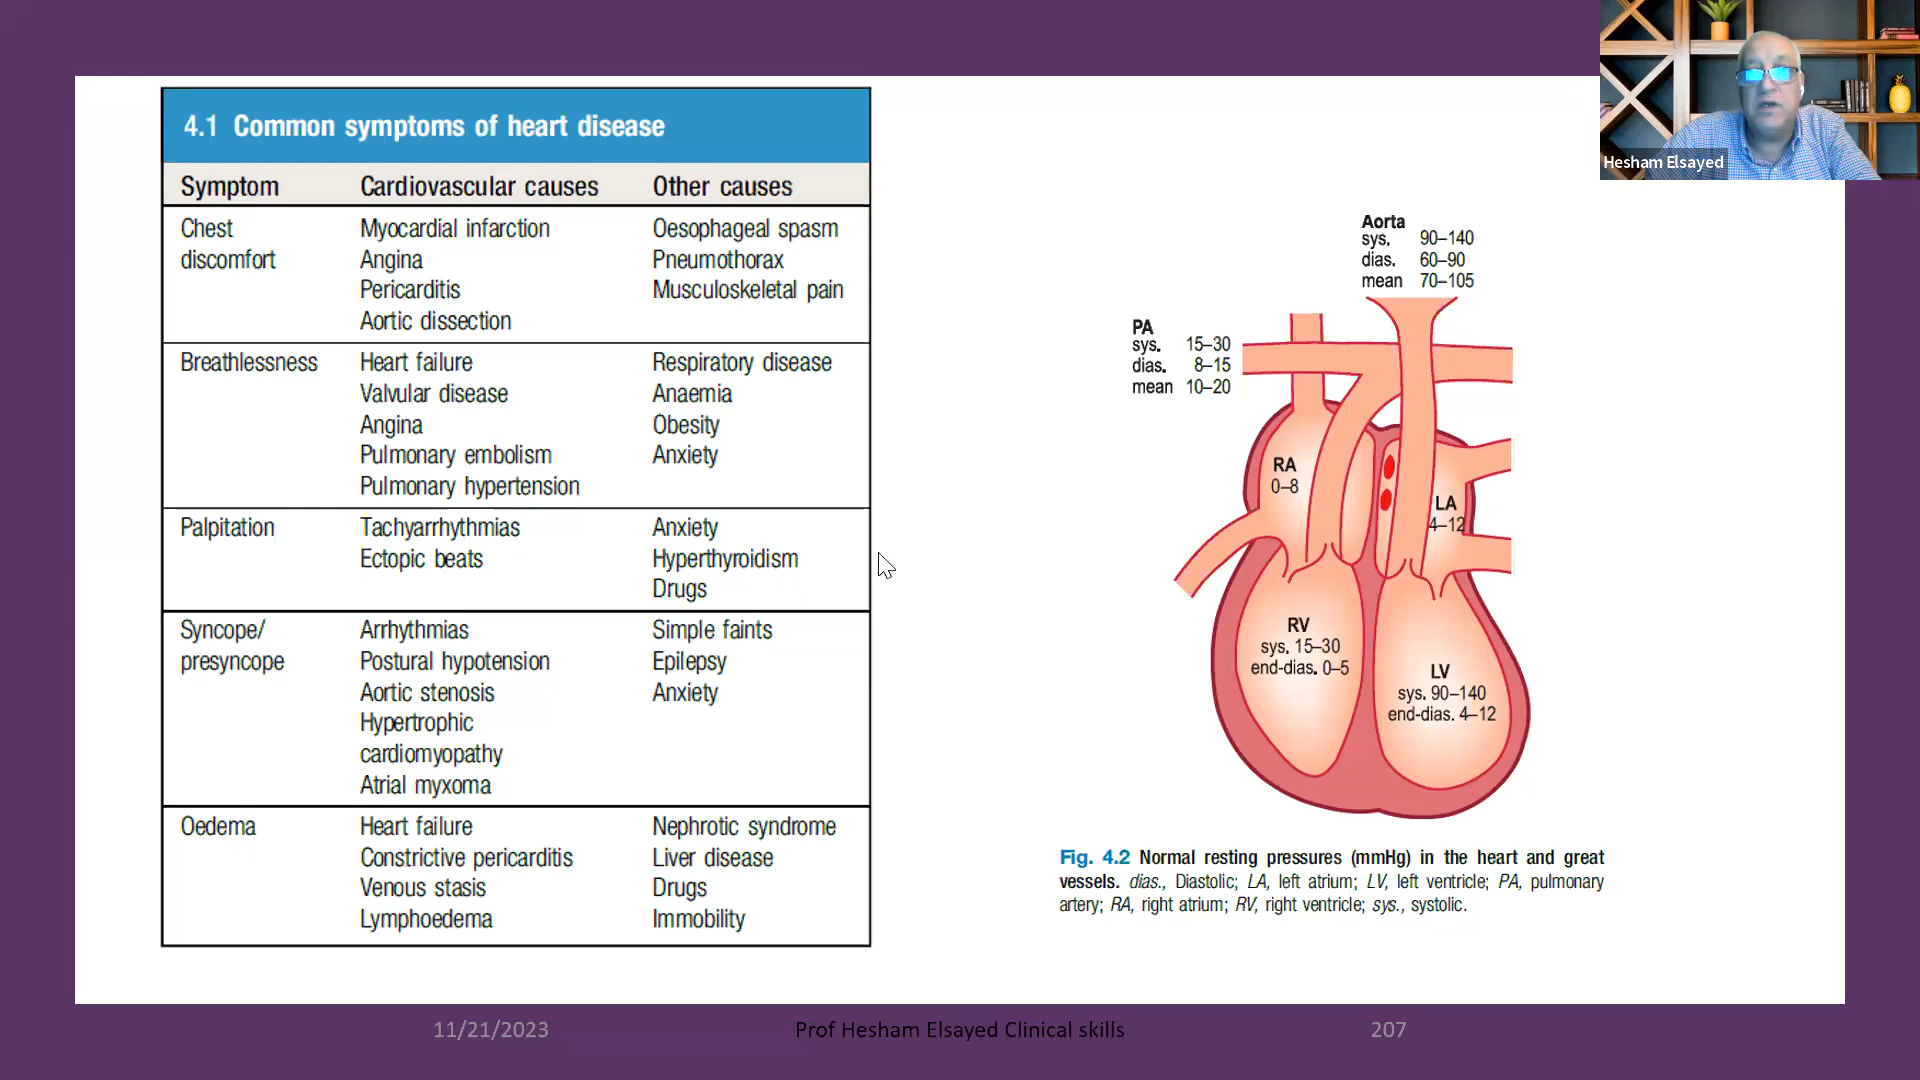 4.1 Common symptoms of heart disease
Symptom Cardiovascular causes Other causes
Chest Myocardial infarction Oesophageal spasm
discomfort Angina Pneumothorax
Pericarditis Musculoskeletal pain
Aortic dissection
Breathlessness Heart failure Respiratory disease
Valvular disease Anaemia
Angina Obesity
Pulmonary embolism Anxiety
Pulmonary hypertension
Palpitation Tachyarrhythmias Anxiety
Ectopic beats Hyperthyroidism
Drugs
Syncope/ Arrhythmias Simple faints
presyncope Postural hypotension Epilepsy
Aortic stenosis Anxiety
Hypertrophic
cardiomyopathy
Atrial myxoma
Oedema Heart failure Nephrotic syndrome
Constrictive pericarditis Liver disease
Venous stasis Drugs
Lymphoedema Immobility
Hesham Elsayed
Aorta
sys. 90–140
dias. 60–90
mean 70–105
PA
sys. 15–30
dias. 8–15
mean 10–20
RA
0–8
LA
4–12
RV
sys. 15–30
end-dias. 0–5
LV
sys. 90–140
end-dias. 4–12
Fig. 4.2 Normal resting pressures (mmHg) in the heart and great
vessels. dias., Diastolic; LA, left atrium; LV, left ventricle; PA, pulmonary
artery; RA, right atrium; RV, right ventricle; sys., systolic.
11/21/2023 Prof Hesham Elsayed Clinical skills 207